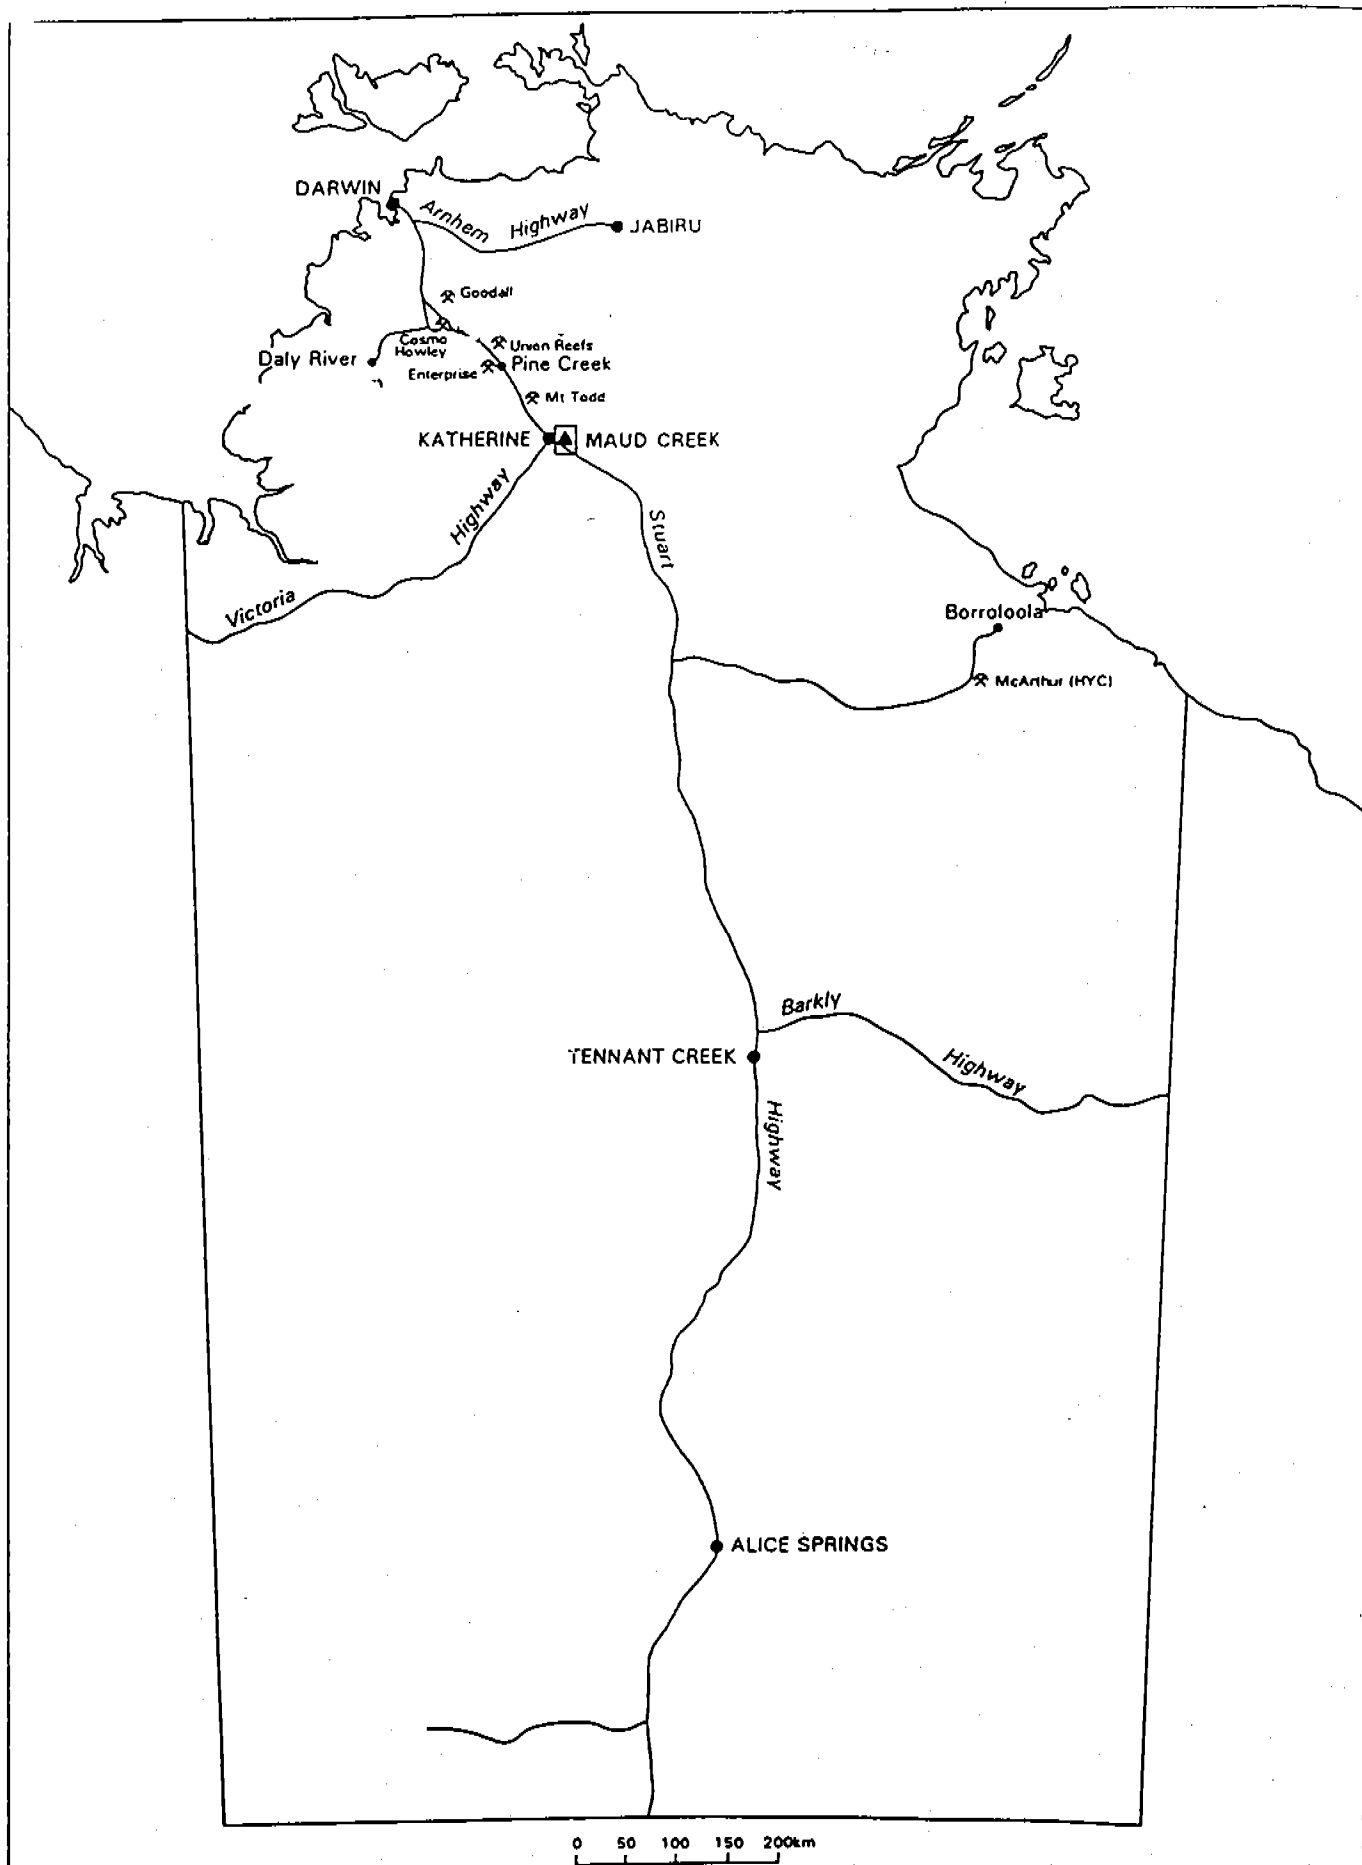 DARWIN
Arnhem Highway
JABIRU
Goodall
Cosmo
Howley
Union Reefs
Daly River
Pine Creek
Enterprise
Mt Todd
KATHERINE
MAUD CREEK
Victoria Highway
Stuart
Borroloola
McArthur (HYC)
Barkly Highway
TENNANT CREEK
Highway
ALICE SPRINGS
0 50 100 150 200km